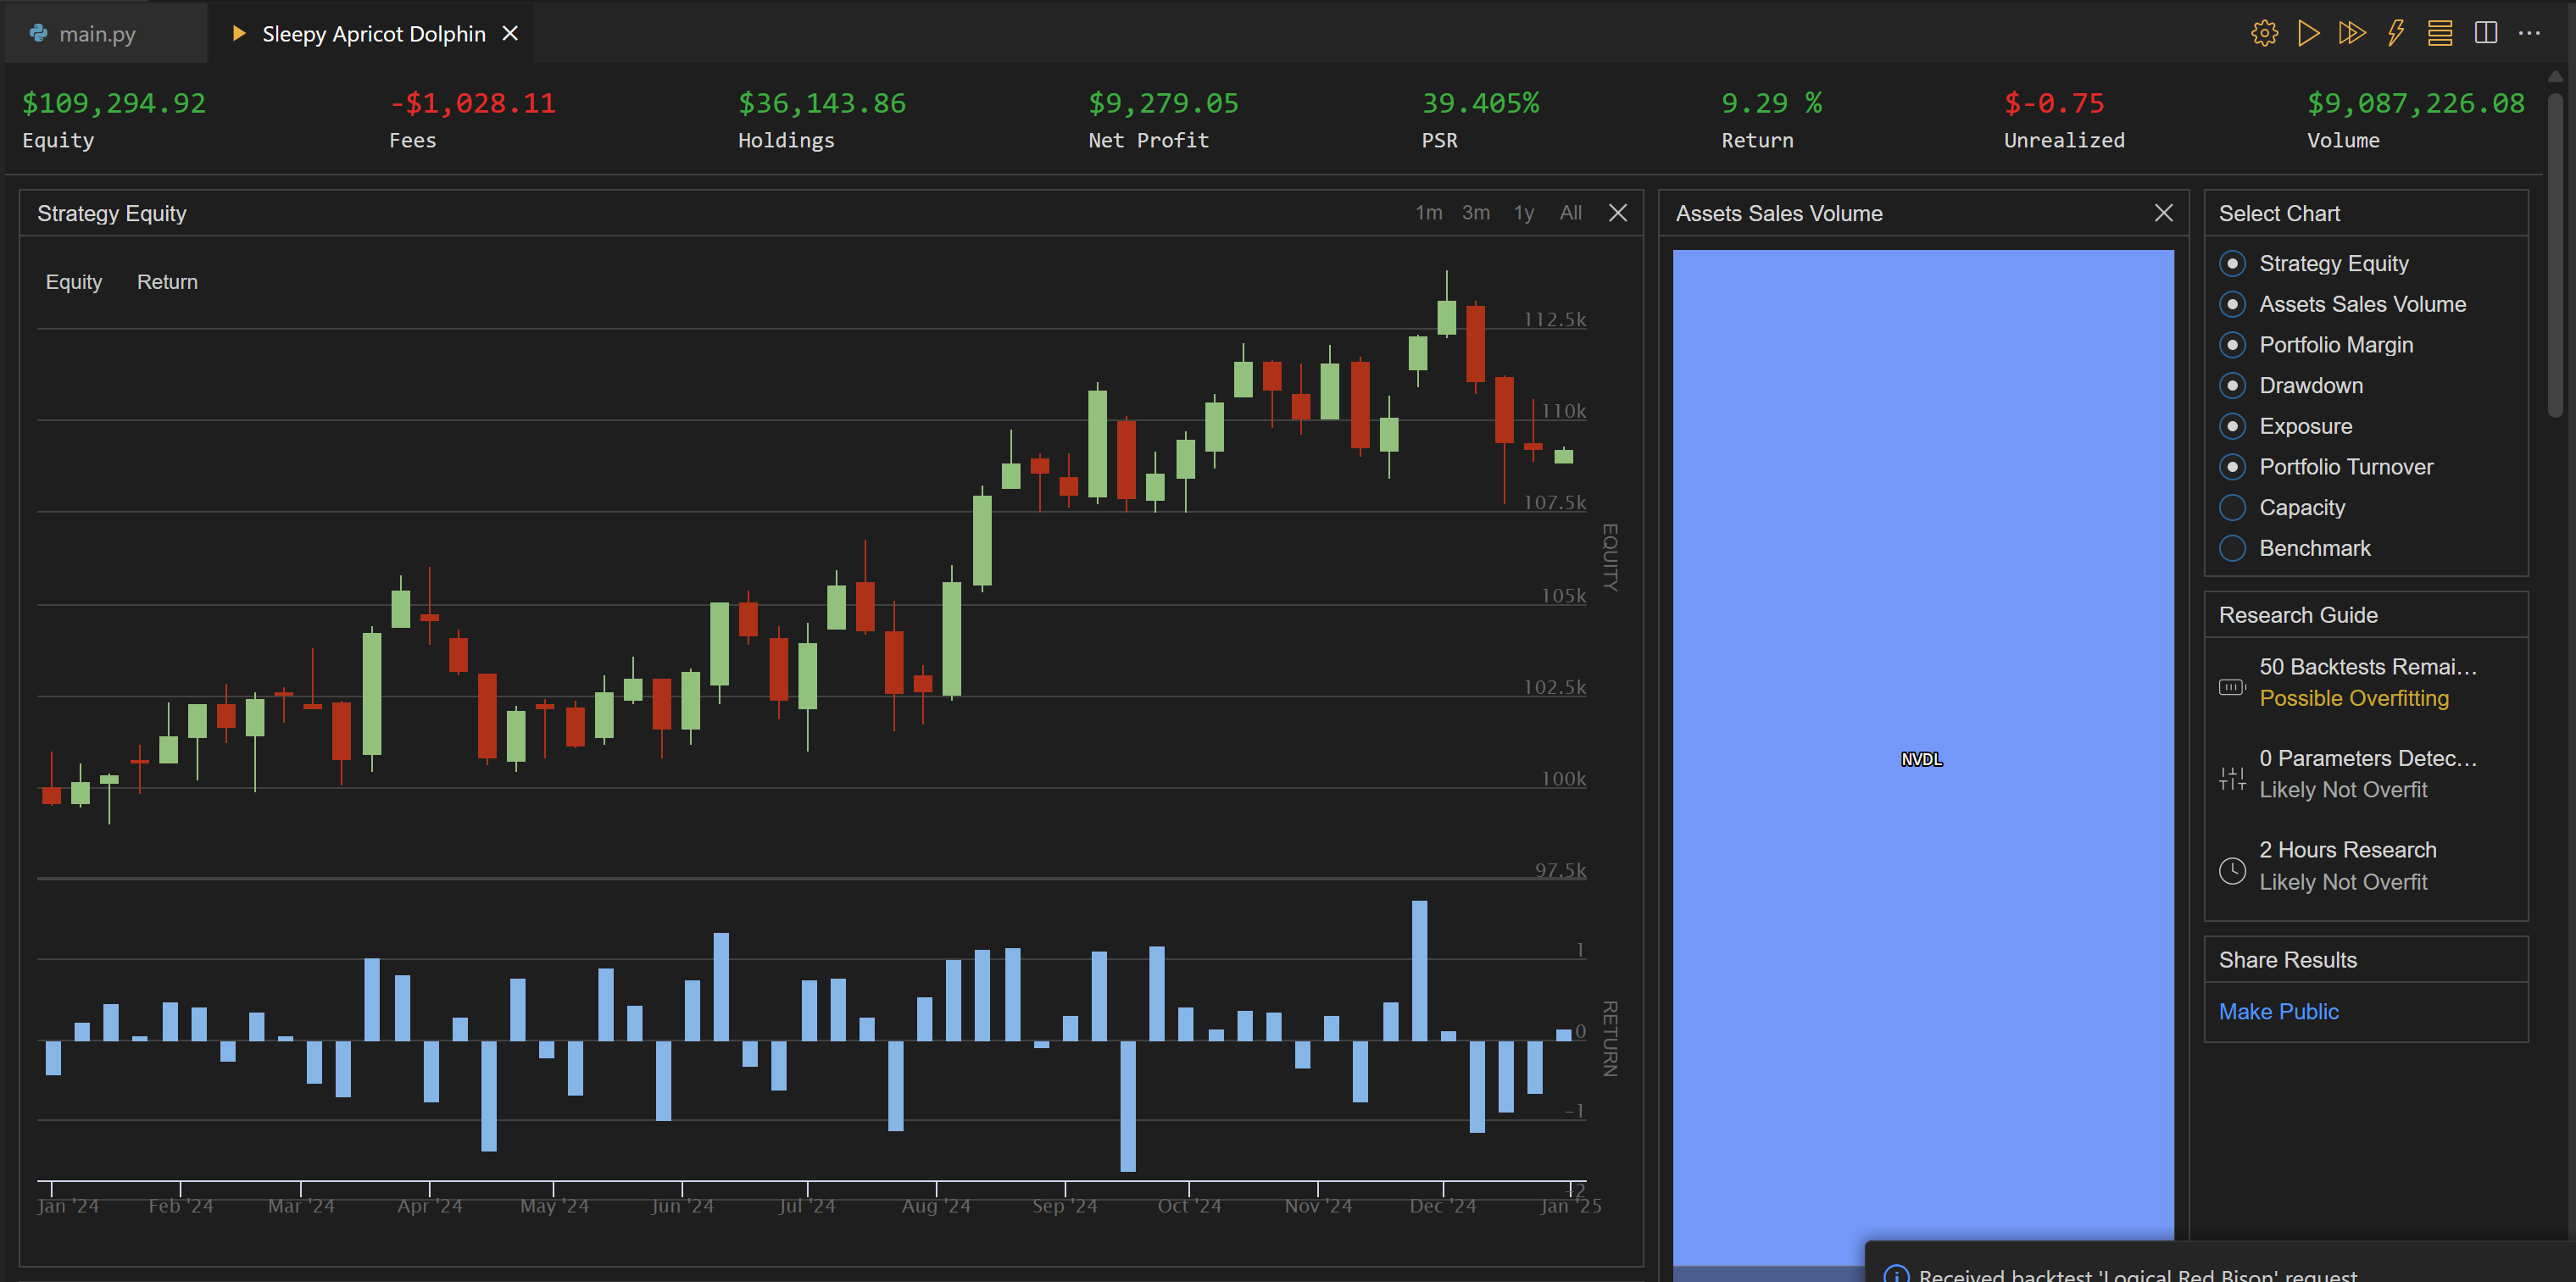 main.py
Sleepy Apricot Dolphin
$109,294.92
Equity
-$1,028.11
Fees
$36,143.86
Holdings
$9,279.05
Net Profit
39.405%
PSR
9.29 %
Return
$-0.75
Unrealized
$9,087,226.08
Volume
Strategy Equity
1m 3m 1y All
Equity Return
112.5k
110k
107.5k
105k
102.5k
100k
97.5k
EQUITY
1
0
-1
-2
RETURN
Jan '24 Feb '24 Mar '24 Apr '24 May '24 Jun '24 Jul '24 Aug '24 Sep '24 Oct '24 Nov '24 Dec '24 Jan '25
Assets Sales Volume
NVDL
Select Chart
Strategy Equity
Assets Sales Volume
Portfolio Margin
Drawdown
Exposure
Portfolio Turnover
Capacity
Benchmark
Research Guide
50 Backtests Remai...
Possible Overfitting
0 Parameters Detec...
Likely Not Overfit
2 Hours Research
Likely Not Overfit
Share Results
Make Public
Received backtest 'Logical Red Bison' request